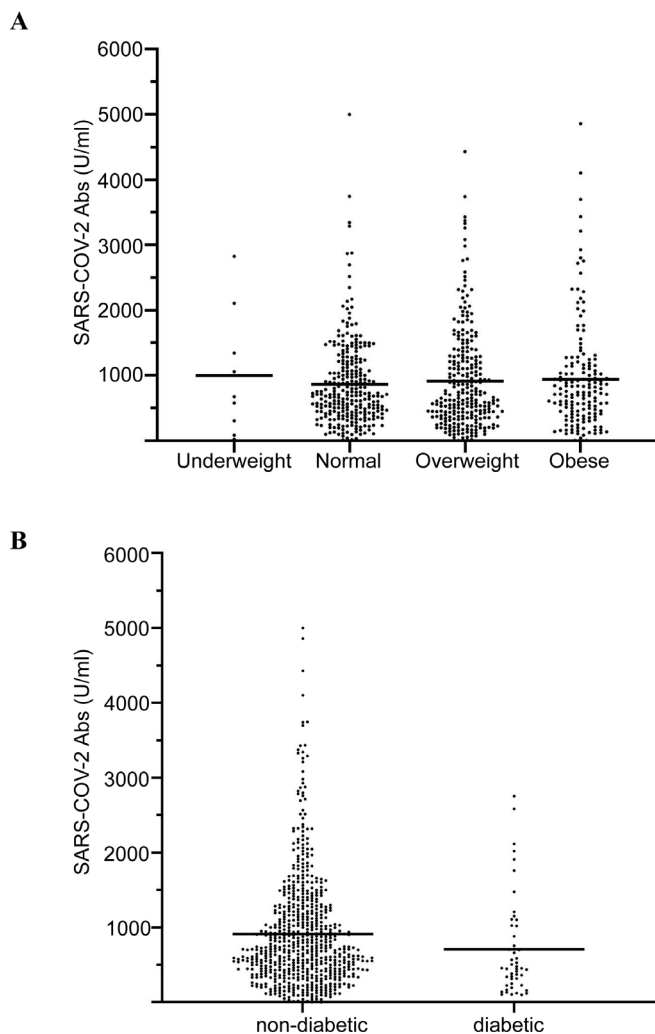 A
6000
5000
4000
3000
2000
1000
SARS-COV-2 Abs (U/ml)
Underweight Normal Overweight Obese
B
6000
5000
4000
3000
2000
1000
SARS-COV-2 Abs (U/ml)
non-diabetic diabetic